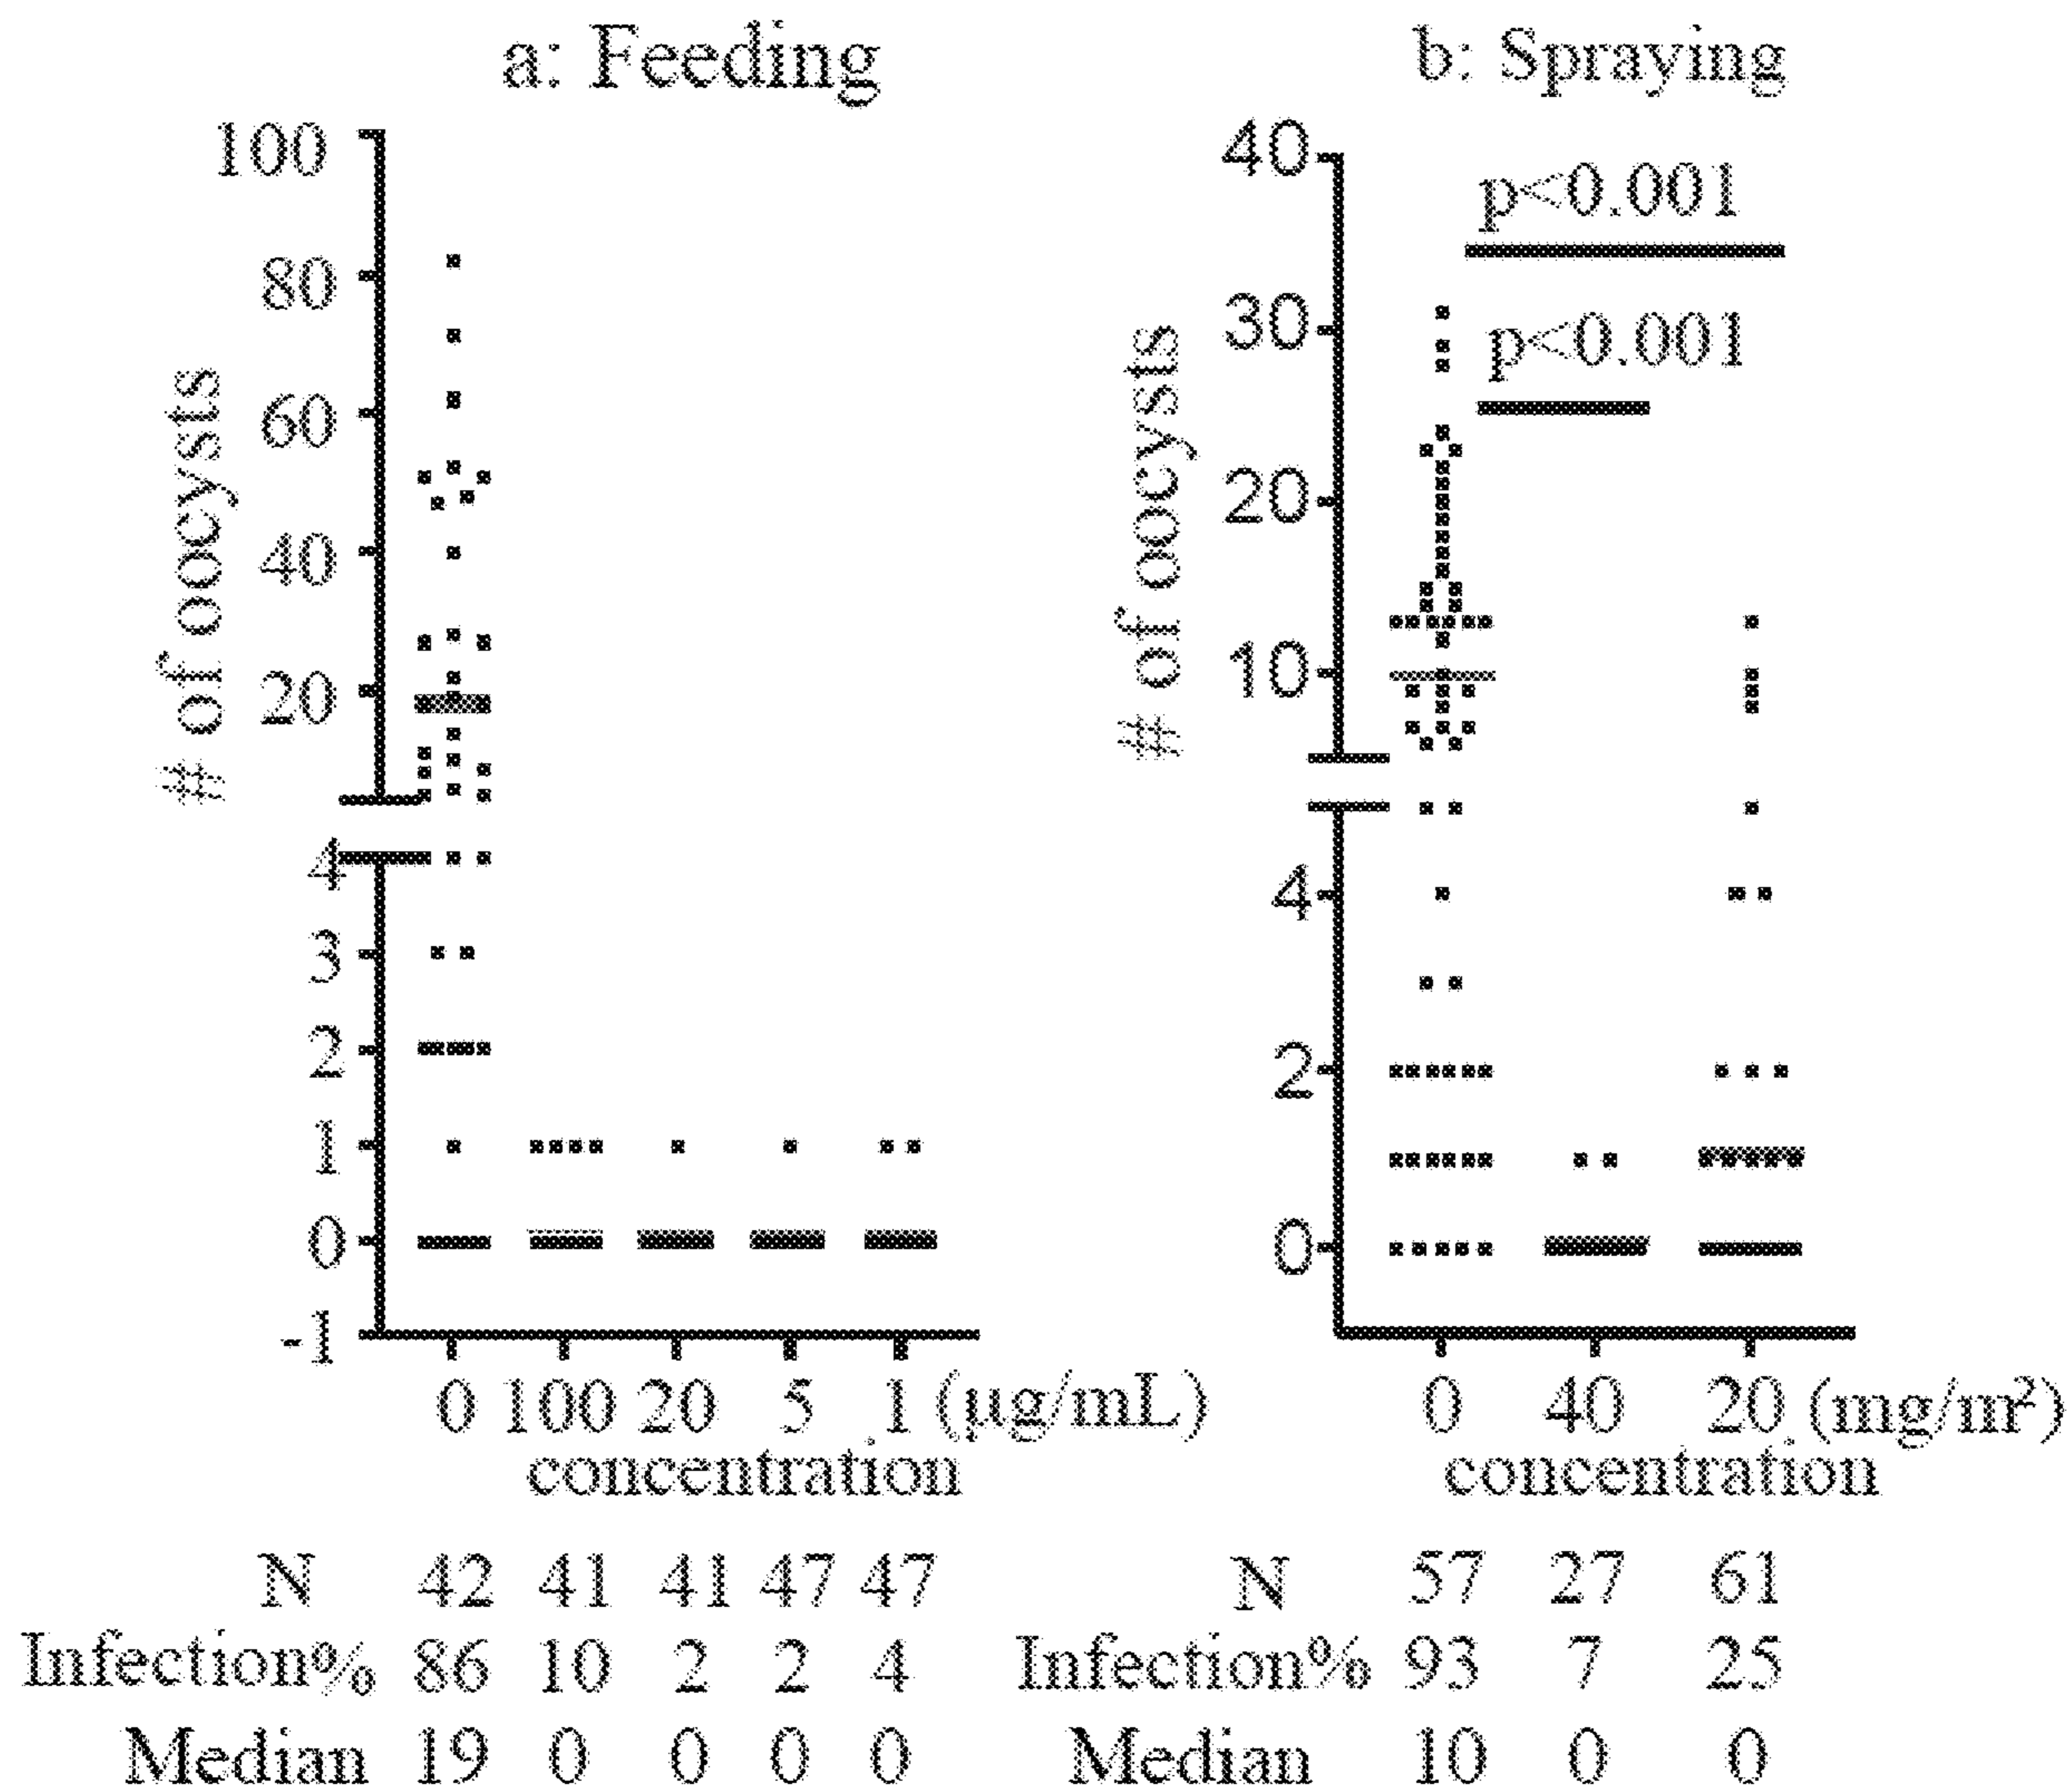 a: Feeding
# of oocysts
100
80
60
40
20
4
3
2
1
0
-1
0 100 20 5 1 (µg/mL)
concentration
N 42 41 41 47 47
Infection% 86 10 2 2 4
Median 19 0 0 0 0
b: Spraying
# of oocysts
40
30
20
10
4
2
0
p<0.001
p<0.001
0 40 20 (mg/m²)
concentration
N 57 27 61
Infection% 93 7 25
Median 10 0 0